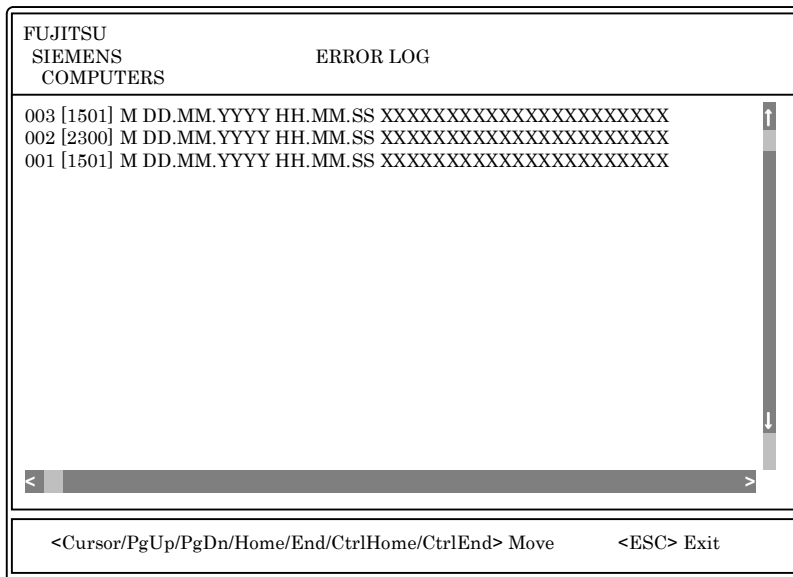 FUJITSU
SIEMENS
COMPUTERS
ERROR LOG
003 [1501] M DD.MM.YYYY HH.MM.SS XXXXXXXXXXXXXXXXXXXXXX
002 [2300] M DD.MM.YYYY HH.MM.SS XXXXXXXXXXXXXXXXXXXXXX
001 [1501] M DD.MM.YYYY HH.MM.SS XXXXXXXXXXXXXXXXXXXXXX
↑
↓
< >
<Cursor/PgUp/PgDn/Home/End/CtrlHome/CtrlEnd> Move <ESC> Exit